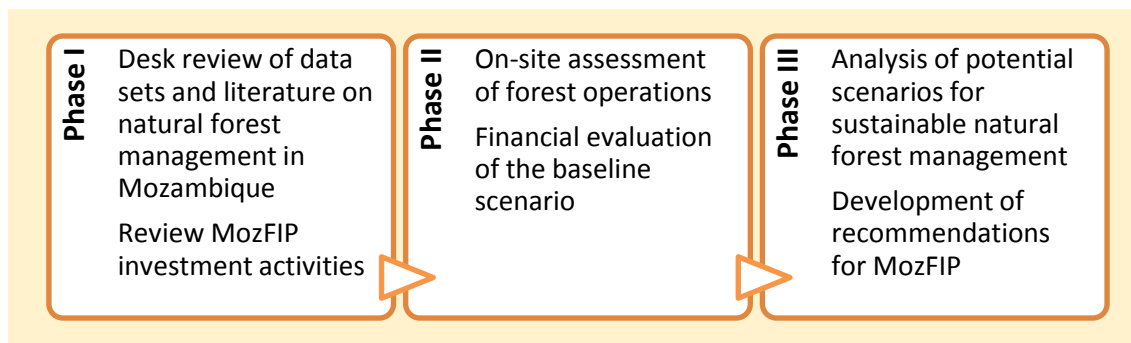 Phase I
Desk review of data
sets and literature on
natural forest
management in
Mozambique
Review MozFIP
investment activities
Phase II
On-site assessment
of forest operations
Financial evaluation
of the baseline
scenario
Phase III
Analysis of potential
scenarios for
sustainable natural
forest management
Development of
recommendations
for MozFIP